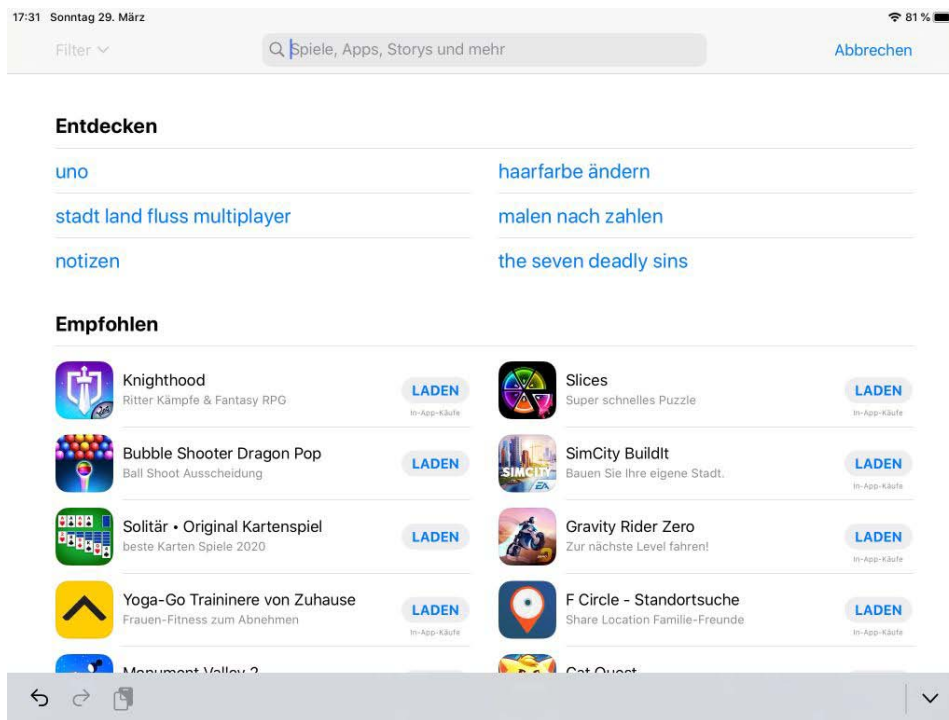 17:31 Sonntag 29. März
81 %
Filter
Spiele, Apps, Storys und mehr
Abbrechen
Entdecken
uno
haarfarbe ändern
stadt land fluss multiplayer
malen nach zahlen
notizen
the seven deadly sins
Empfohlen
Knighthood
Ritter Kämpfe & Fantasy RPG
LADEN
In-App-Käufe
Slices
Super schnelles Puzzle
LADEN
In-App-Käufe
Bubble Shooter Dragon Pop
Ball Shoot Ausscheidung
LADEN
SIMCITY
EA
SimCity BuildIt
Bauen Sie Ihre eigene Stadt.
LADEN
In-App-Käufe
Solitär • Original Kartenspiel
beste Karten Spiele 2020
LADEN
Gravity Rider Zero
Zur nächste Level fahren!
LADEN
In-App-Käufe
Yoga-Go Traininere von Zuhause
Frauen-Fitness zum Abnehmen
LADEN
In-App-Käufe
F Circle - Standortsuche
Share Location Familie-Freunde
LADEN
In-App-Käufe
Monument Valley 2
Cat Quest